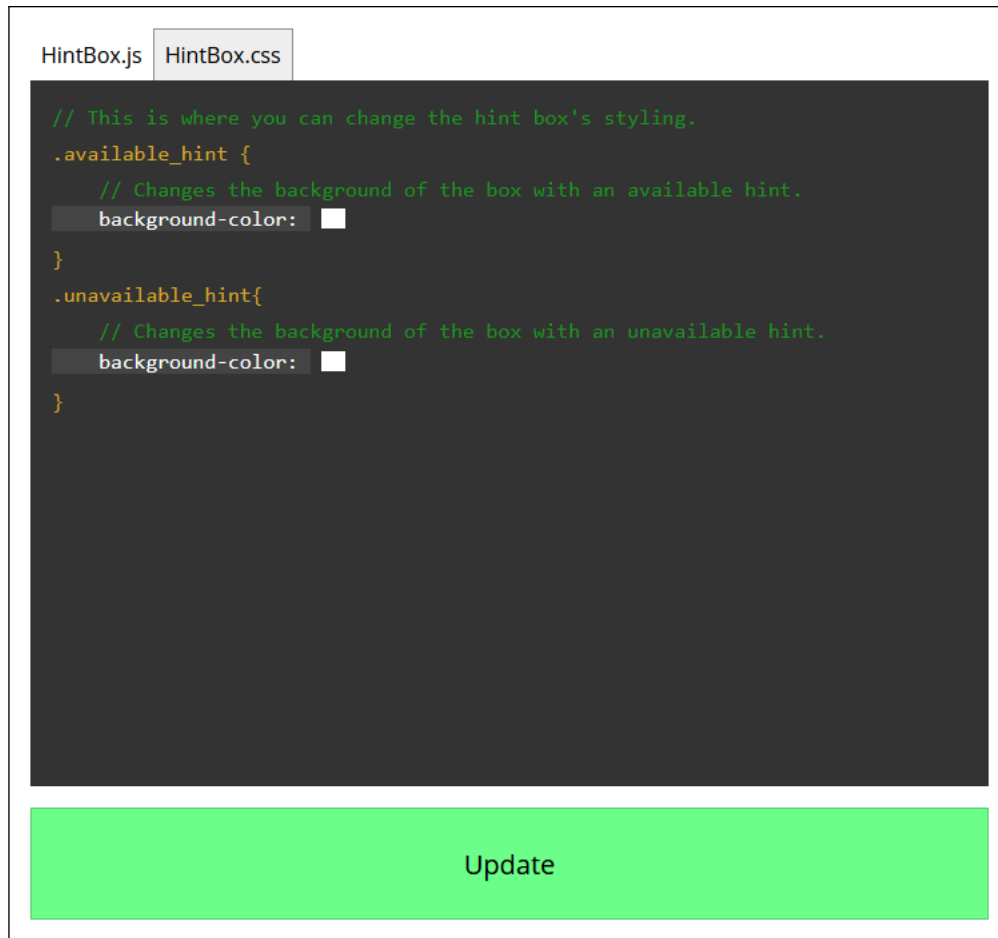 HintBox.js HintBox.css
// This is where you can change the hint box's styling.
.available_hint {
// Changes the background of the box with an available hint.
background-color:
}
.unavailable_hint{
// Changes the background of the box with an unavailable hint.
background-color:
}
Update